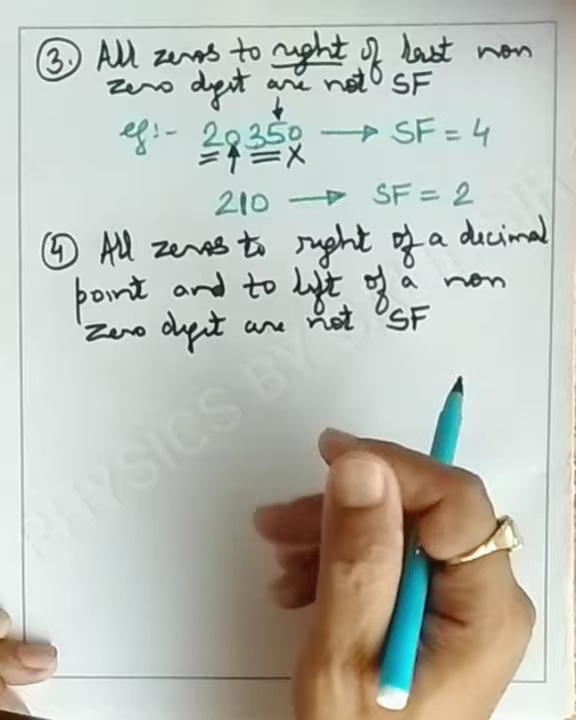 3. All zeros to right of last non
zero digit are not SF
eg:- 20350 → SF = 4
X
210 → SF = 2
4 All zeros to right of a decimal
point and to left of a non
zero digit are not SF
PHYSICS BY